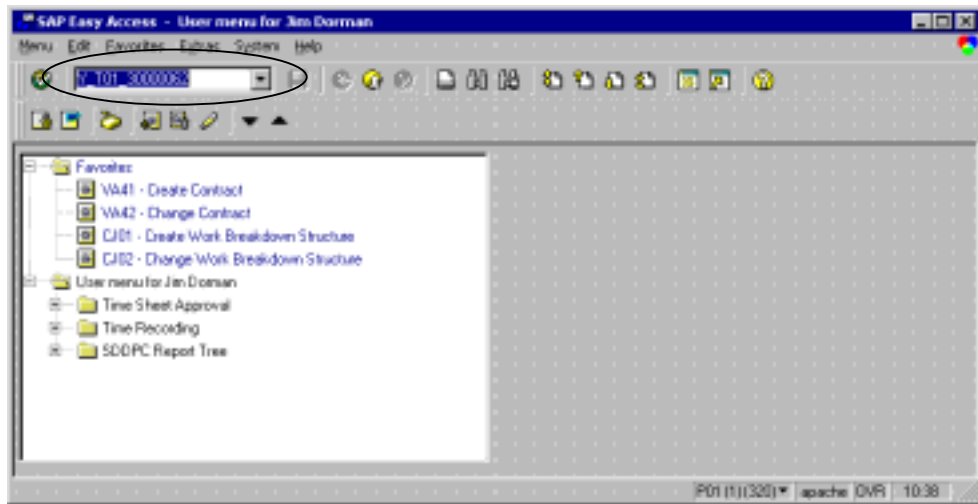 SAP Easy Access - User menu for Jim Dorman
Menu Edit Favorites Extras System Help
Y_T01_30000062
Favorites
VA41 - Create Contract
VA42 - Change Contract
CJ01 - Create Work Breakdown Structure
CJ02 - Change Work Breakdown Structure
User menu for Jim Dorman
Time Sheet Approval
Time Recording
SDOPC Report Tree
P01 (1) (320) apache OVR 10:38